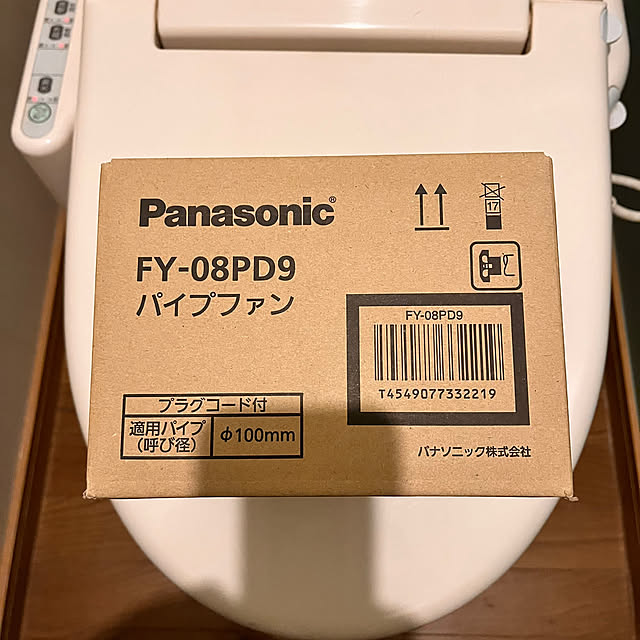 Panasonic®
FY-08PD9
パイプファン
17
FY-08PD9
T4549077332219
プラグコード付
適用パイプ
(呼び径)
φ100mm
パナソニック株式会社